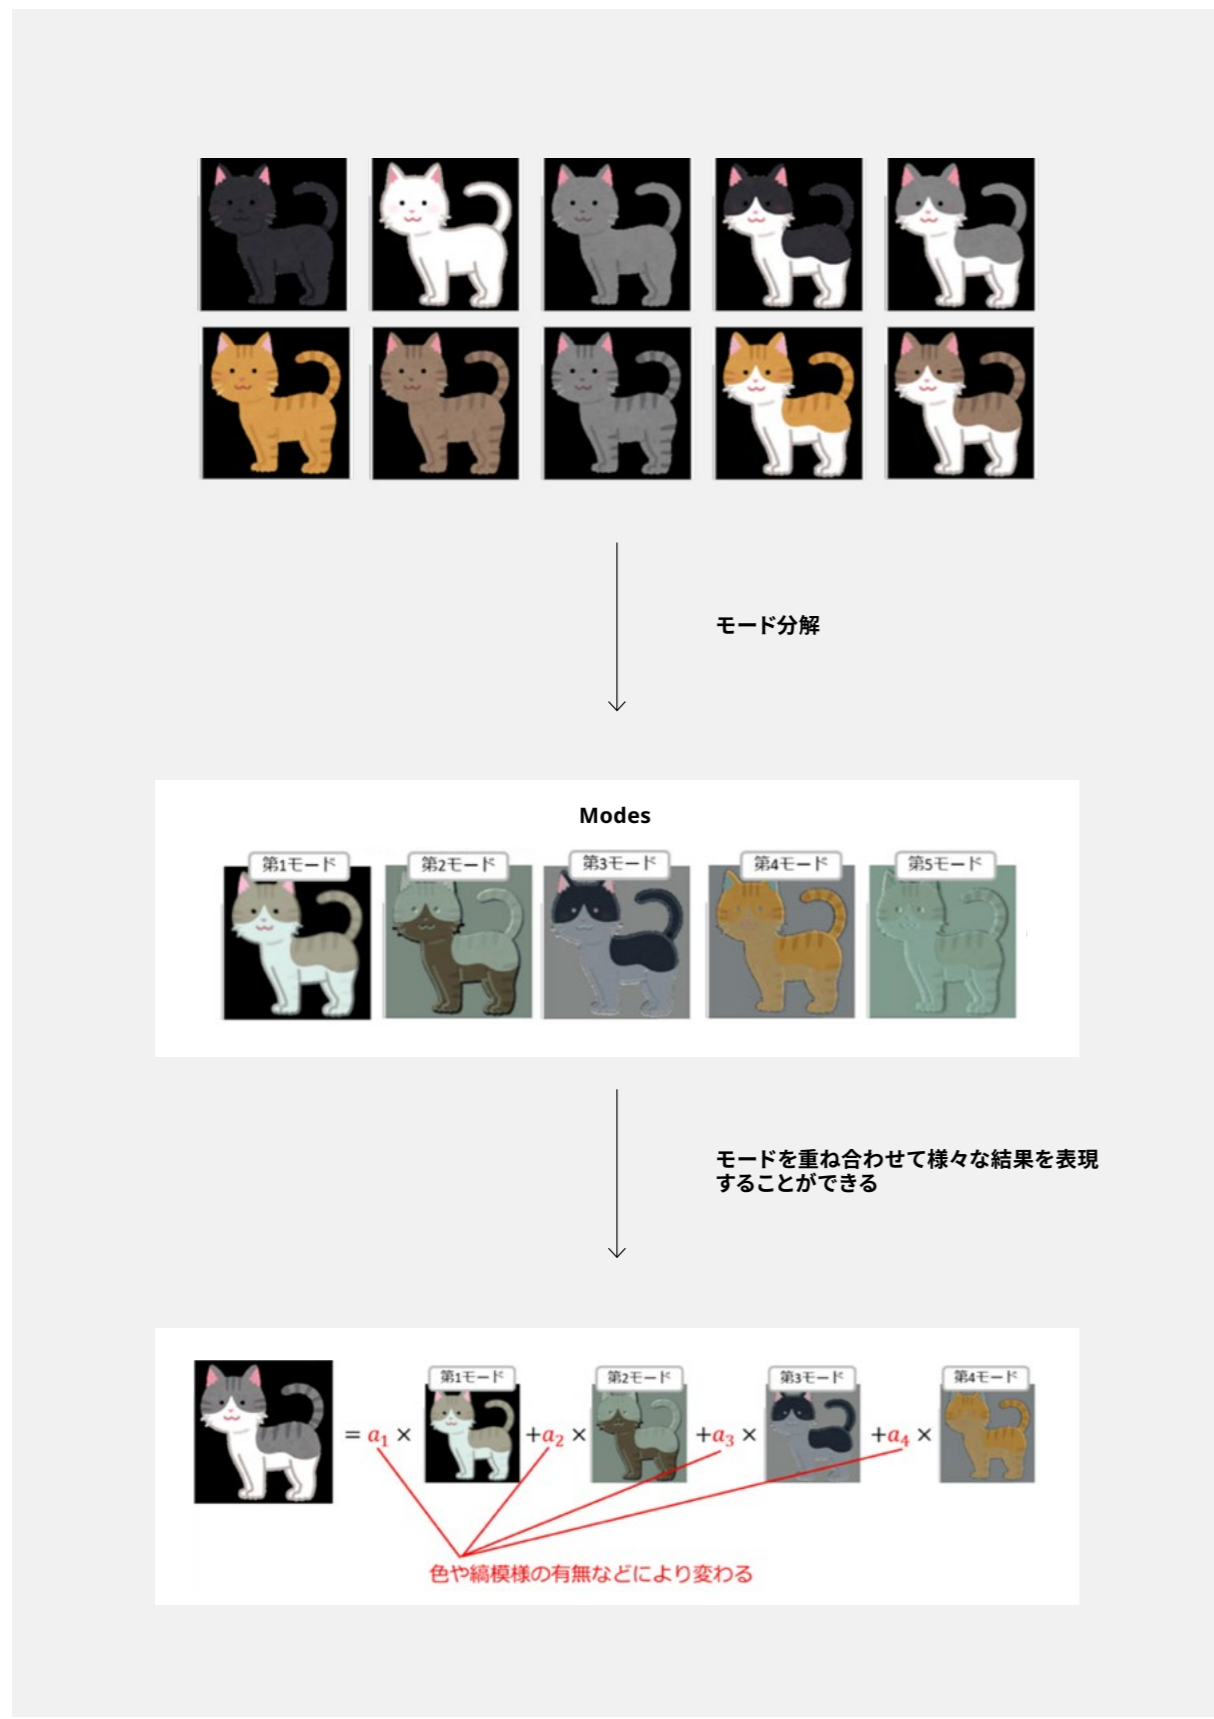 モード分解
Modes
第1モード
第2モード
第3モード
第4モード
第5モード
モードを重ね合わせて様々な結果を表現
することができる
第1モード
第2モード
第3モード
第4モード
= a₁ × +a₂ × +a₃ × +a₄ ×
色や縞模様の有無などにより変わる